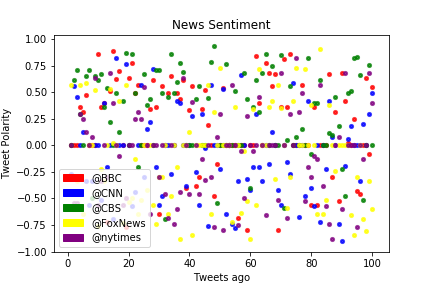 News Sentiment
1.00
0.75
0.50
0.25
0.00
−0.25
−0.50
−0.75
−1.00
Tweet Polarity
@BBC
@CNN
@CBS
@FoxNews
@nytimes
0 20 40 60 80 100
Tweets ago